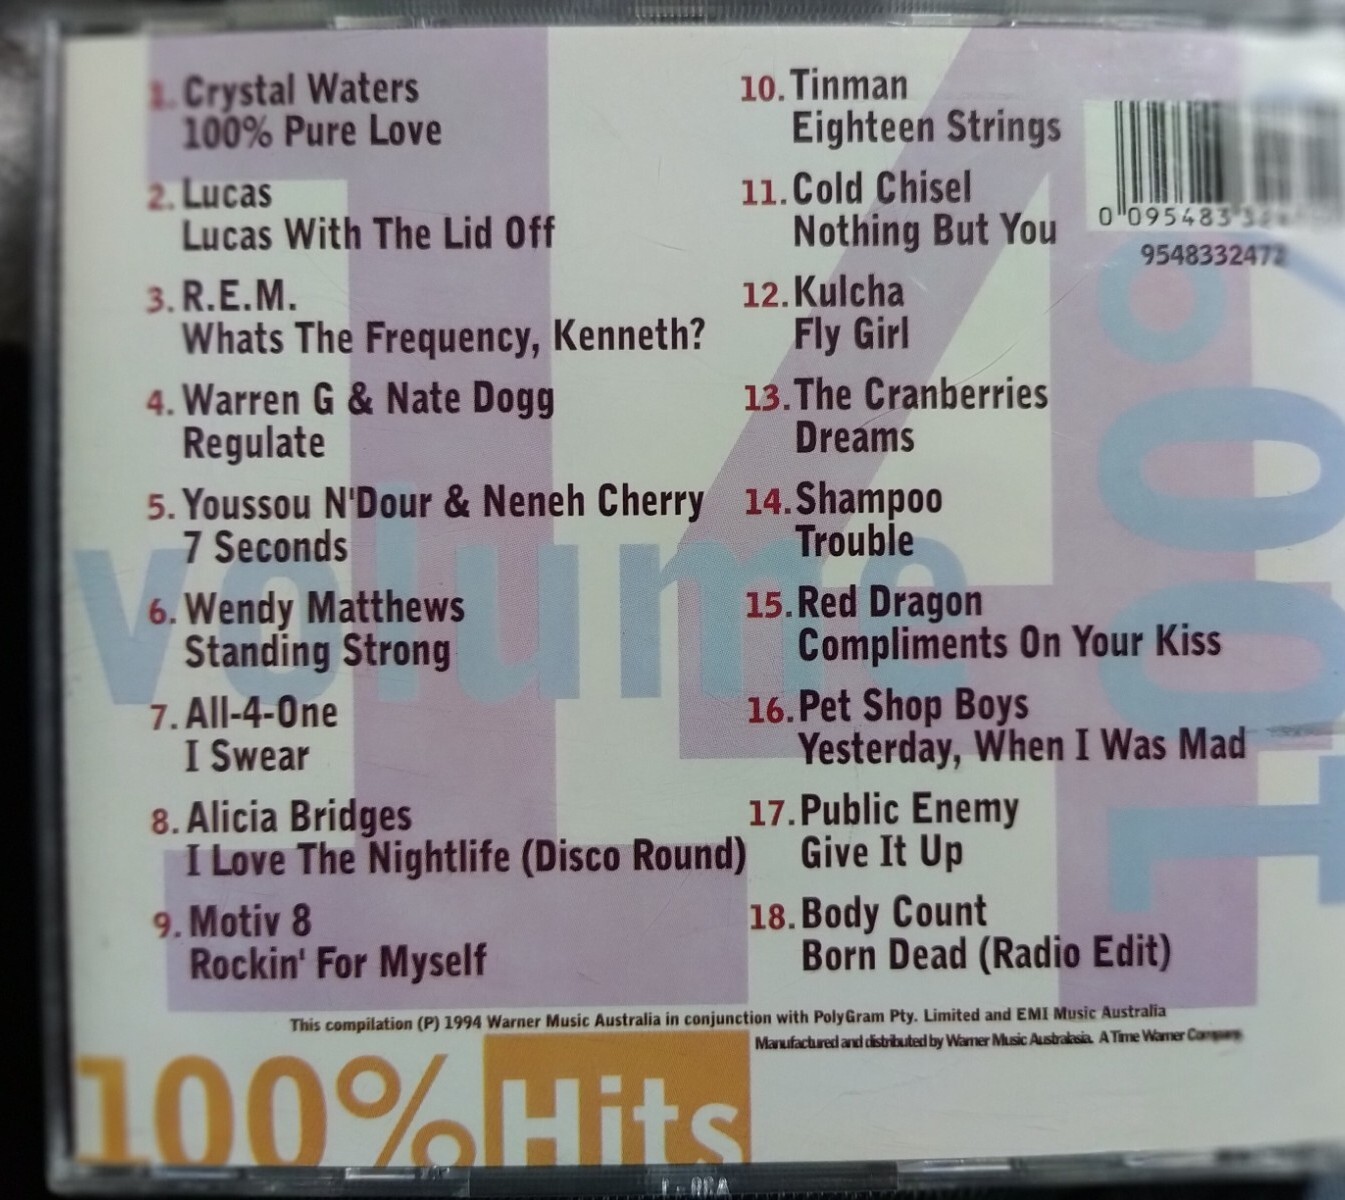 1. Crystal Waters
100% Pure Love
2. Lucas
Lucas With The Lid Off
3. R.E.M.
Whats The Frequency, Kenneth?
4. Warren G & Nate Dogg
Regulate
5. Youssou N'Dour & Neneh Cherry
7 Seconds
6. Wendy Matthews
Standing Strong
7. All-4-One
I Swear
8. Alicia Bridges
I Love The Nightlife (Disco Round)
9. Motiv 8
Rockin' For Myself
10. Tinman
Eighteen Strings
11. Cold Chisel
Nothing But You
12. Kulcha
Fly Girl
13. The Cranberries
Dreams
14. Shampoo
Trouble
15. Red Dragon
Compliments On Your Kiss
16. Pet Shop Boys
Yesterday, When I Was Mad
17. Public Enemy
Give It Up
18. Body Count
Born Dead (Radio Edit)
9548332472
volume
14
100%
This compilation (P) 1994 Warner Music Australia in conjunction with PolyGram Pty. Limited and EMI Music Australia
Manufactured and distributed by Warner Music Australasia. A Time Warner Company
100% Hits